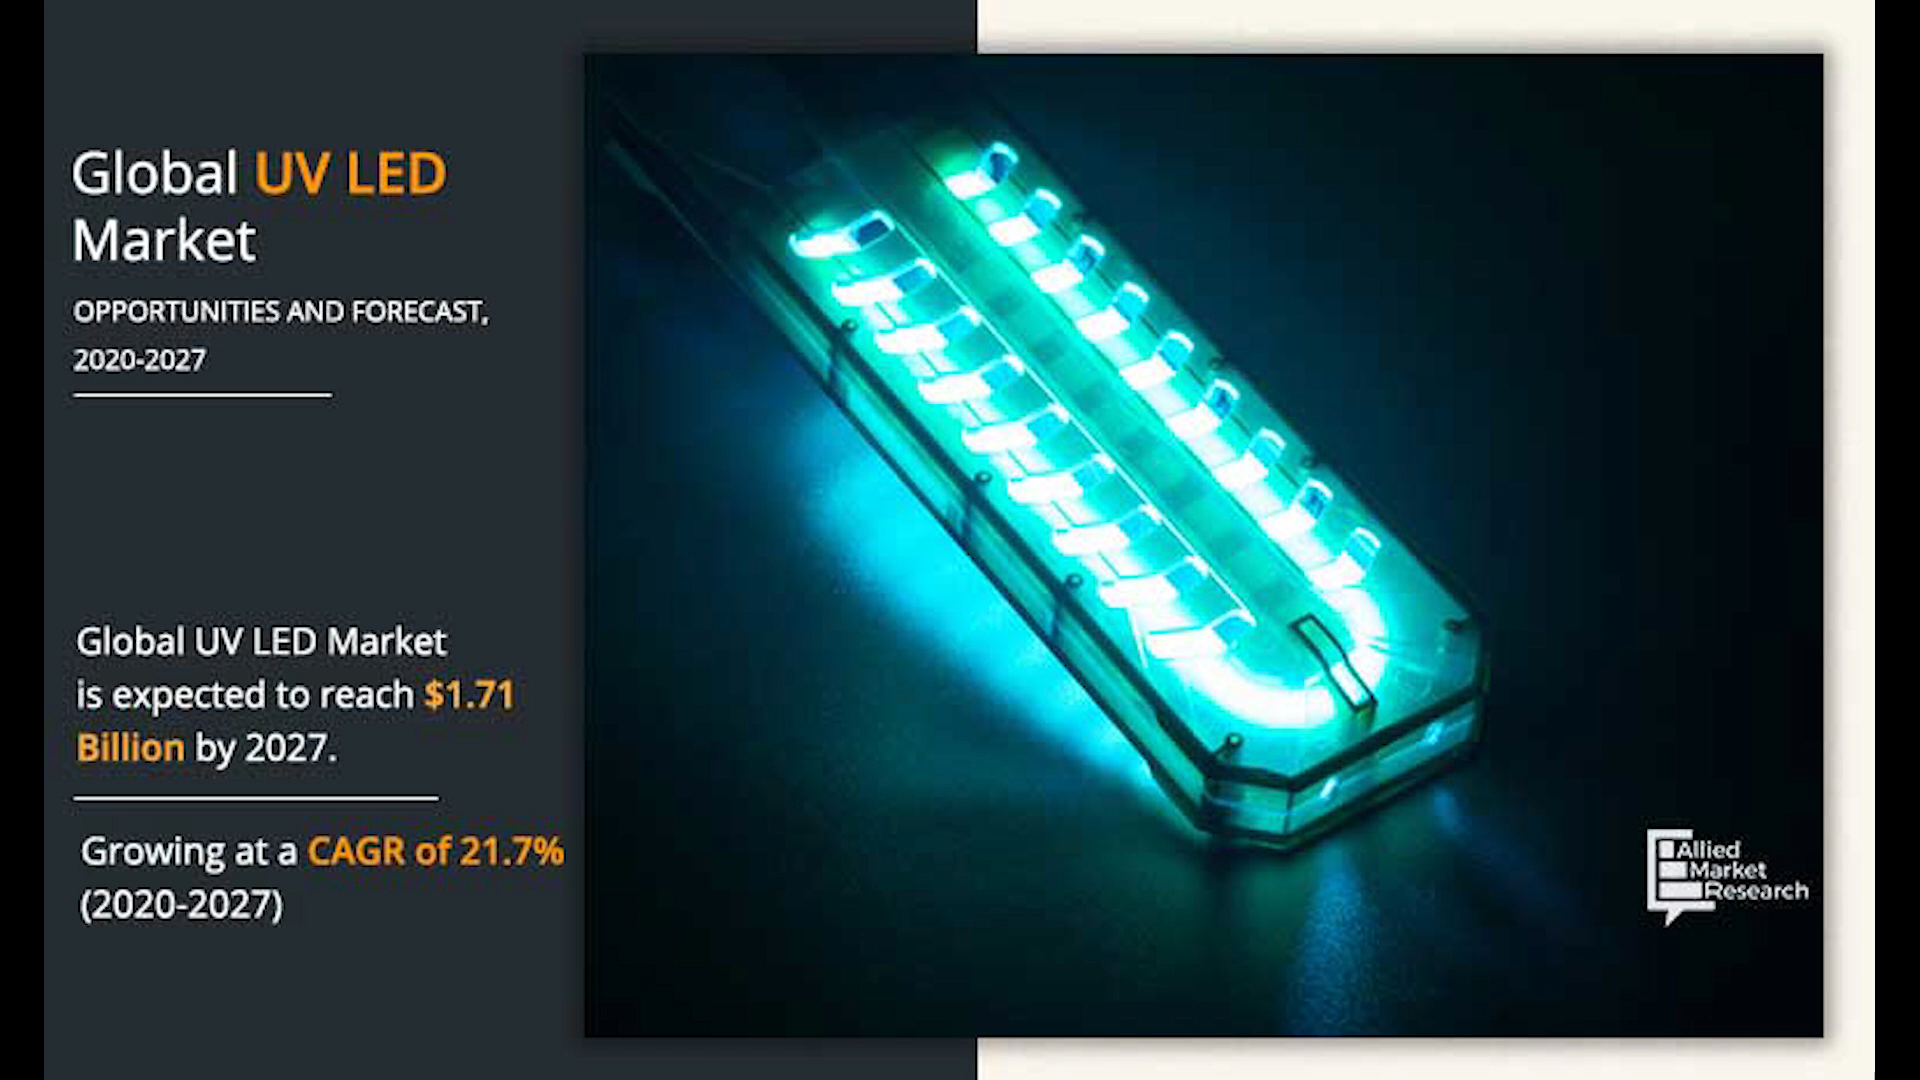 Global UV LED
Market
OPPORTUNITIES AND FORECAST,
2020-2027
Global UV LED Market
is expected to reach $1.71
Billion by 2027.
Growing at a CAGR of 21.7%
(2020-2027)
Allied
Market
Research